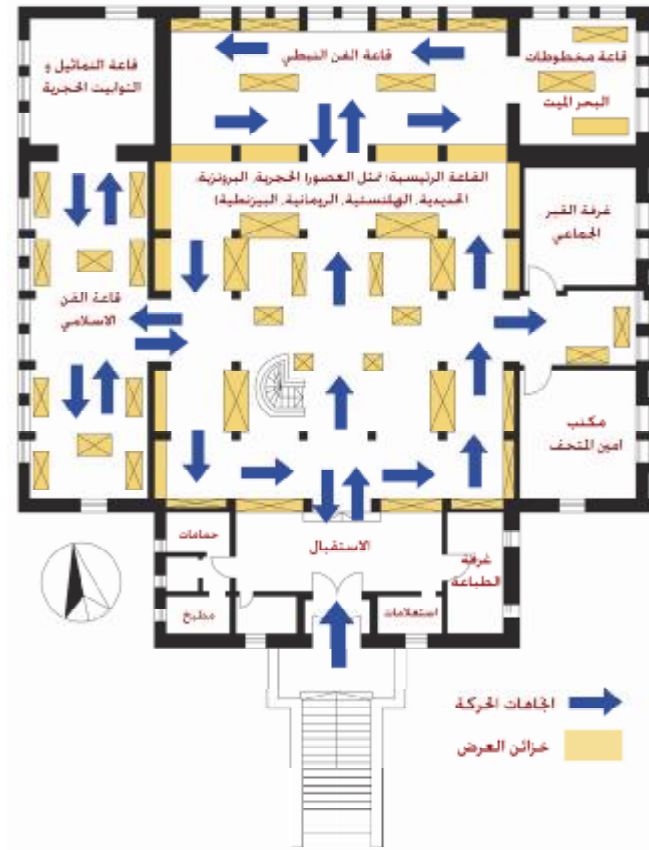 قاعة التماثيل و
التوابيت الحجرية
قاعة الفن النبطي
قاعة مخطوطات
البحر الميت
القاعة الرئيسية: تمثل العصور( الحجرية, البرونزية,
الحديدية, الهلنستية, الرومانية, البيزنطية)
غرفة القبر
الجماعي
قاعة الفن
الاسلامي
مكتب
امين المتحف
حمامات
الاستقبال
غرفة
الطباعة
مطبخ
استعلامات
اتجاهات الحركة
خزائن العرض